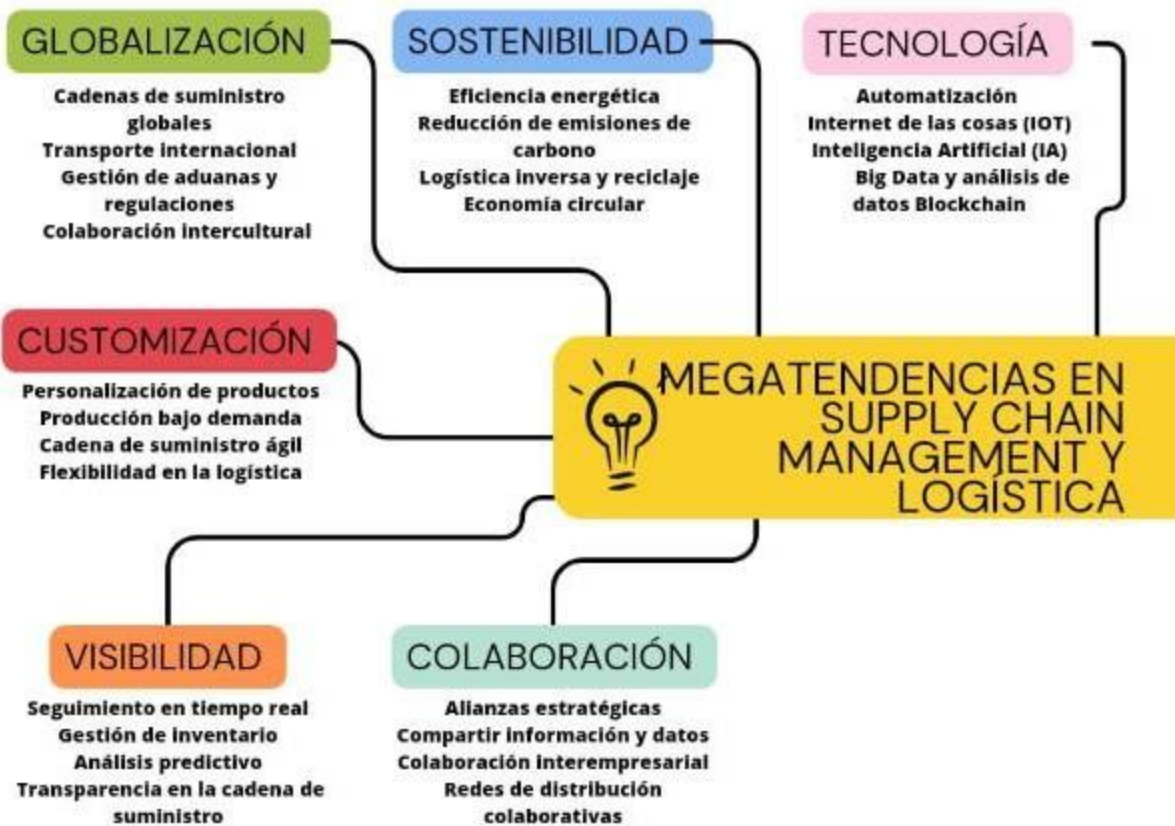 GLOBALIZACIÓN
Cadenas de suministro
globales
Transporte internacional
Gestión de aduanas y
regulaciones
Colaboración intercultural
SOSTENIBILIDAD
Eficiencia energética
Reducción de emisiones de
carbono
Logística inversa y reciclaje
Economía circular
TECNOLOGÍA
Automatización
Internet de las cosas (IOT)
Inteligencia Artificial (IA)
Big Data y análisis de
datos Blockchain
CUSTOMIZACIÓN
Personalización de productos
Producción bajo demanda
Cadena de suministro ágil
Flexibilidad en la logística
MEGATENDENCIAS EN
SUPPLY CHAIN
MANAGEMENT Y
LOGÍSTICA
VISIBILIDAD
Seguimiento en tiempo real
Gestión de inventario
Análisis predictivo
Transparencia en la cadena de
suministro
COLABORACIÓN
Alianzas estratégicas
Compartir información y datos
Colaboración interempresarial
Redes de distribución
colaborativas